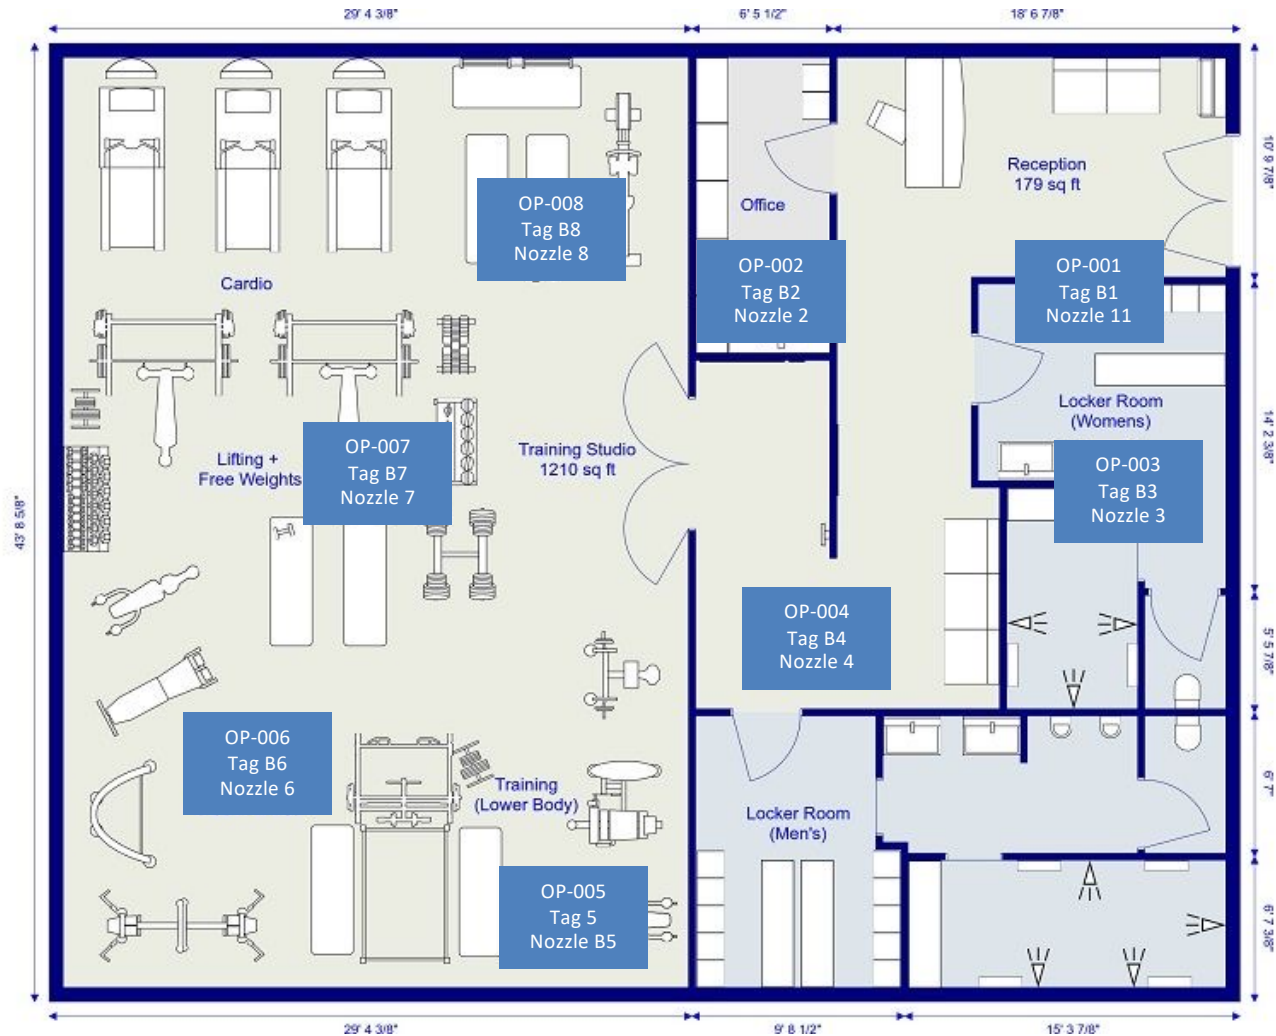 29' 4 3/8"
6' 5 1/2"
18' 6 7/8"
10' 9 7/8"
Reception
179 sq ft
OP-008
Tag B8
Nozzle 8
Office
OP-002
Tag B2
Nozzle 2
OP-001
Tag B1
Nozzle 11
Cardio
14' 2 3/8"
Locker Room
(Womens)
OP-007
Tag B7
Nozzle 7
Lifting +
Free Weights
Training Studio
1210 sq ft
OP-003
Tag B3
Nozzle 3
43' 8 5/8"
OP-004
Tag B4
Nozzle 4
5' 5 7/8"
OP-006
Tag B6
Nozzle 6
6' 7"
Training
(Lower Body)
Locker Room
(Men's)
OP-005
Tag 5
Nozzle B5
6' 7 3/8"
29' 4 3/8"
9' 8 1/2"
15' 3 7/8"